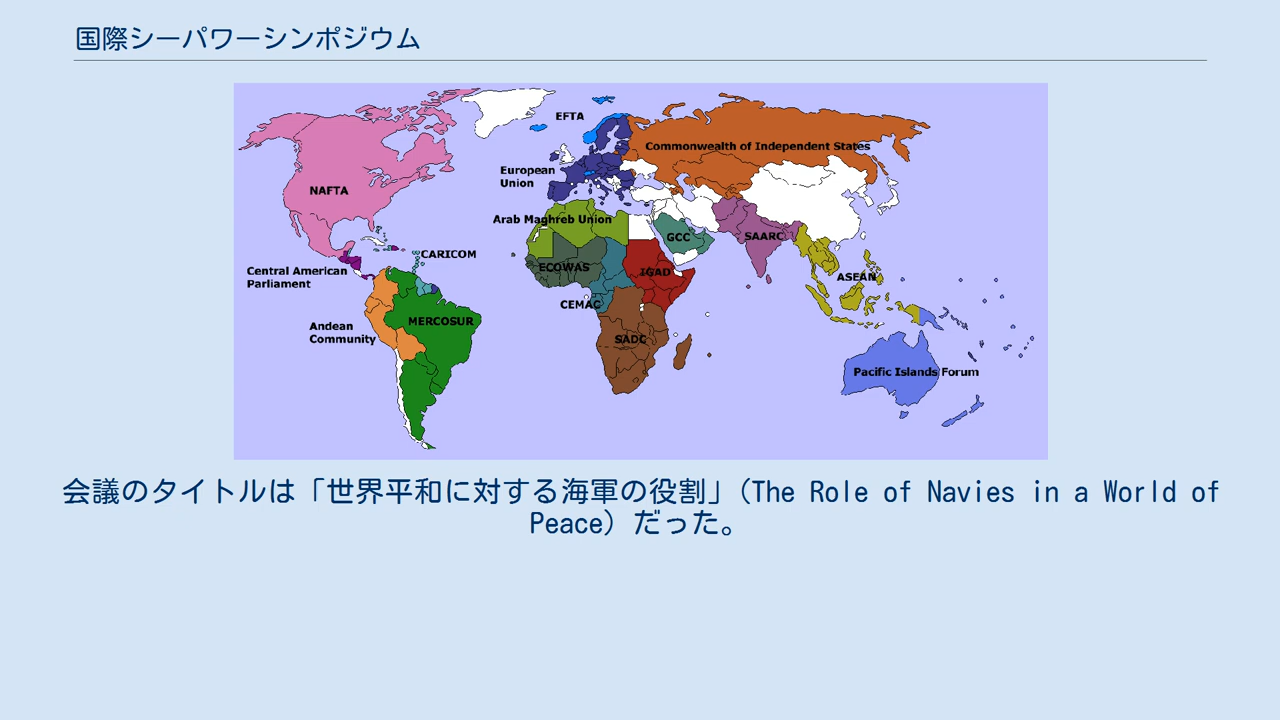 国際シーパワーシンポジウム
EFTA
Commonwealth of Independent States
European
Union
NAFTA
Arab Maghreb Union
GCC
SAARC
CARICOM
ECOWAS
IGAD
Central American
Parliament
ASEAN
CEMAC
MERCOSUR
Andean
Community
SADC
Pacific Islands Forum
会議のタイトルは「世界平和に対する海軍の役割」(The Role of Navies in a World of
Peace) だった。